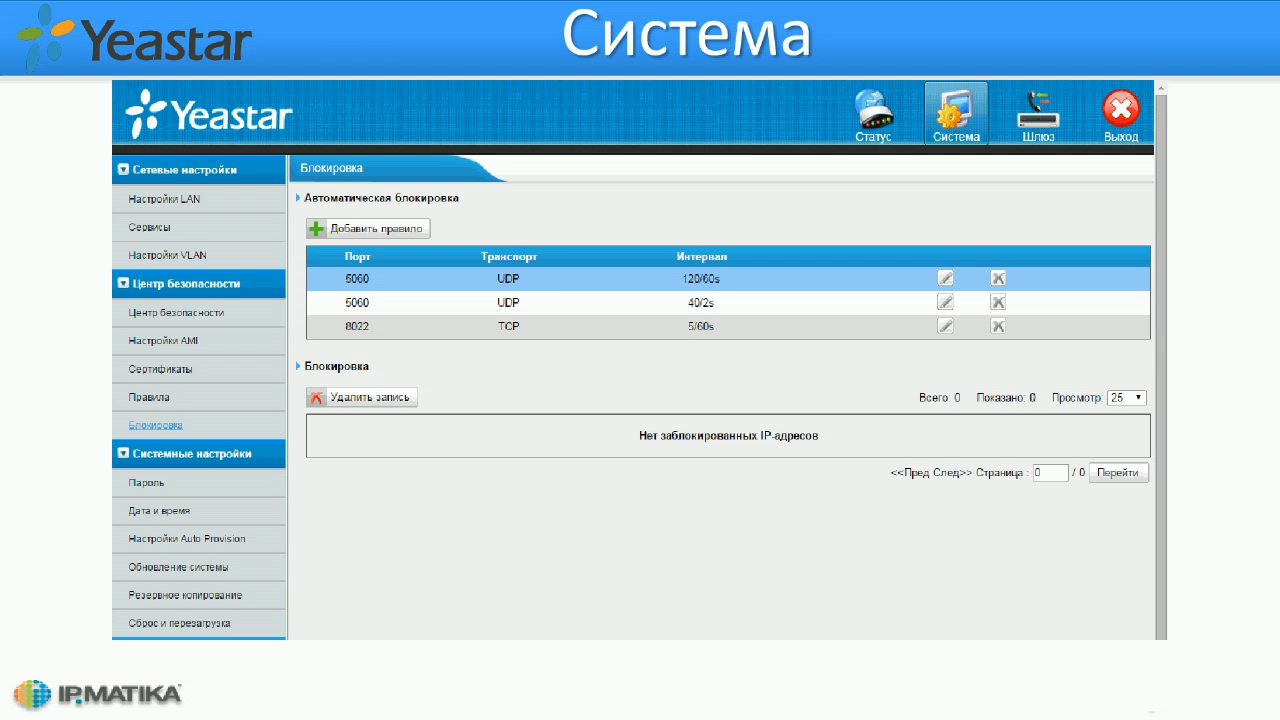 Yeastar
Система
Yeastar
Статус
Система
Шлюз
Выход
Сетевые настройки
Настройки LAN
Сервисы
Настройки VLAN
Центр безопасности
Центр безопасности
Настройки AMI
Сертификаты
Правила
Блокировка
Системные настройки
Пароль
Дата и время
Настройки Auto Provision
Обновление системы
Резервное копирование
Сброс и перезагрузка
Блокировка
Автоматическая блокировка
Добавить правило
Порт Транспорт Интервал
5060 UDP 120/60s
5060 UDP 40/2s
8022 TCP 5/60s
Блокировка
Удалить запись
Всего: 0 Показано: 0 Просмотр: 25
Нет заблокированных IP-адресов
<<Пред След>> Страница : 0 / 0 Перейти
IPMATIKA